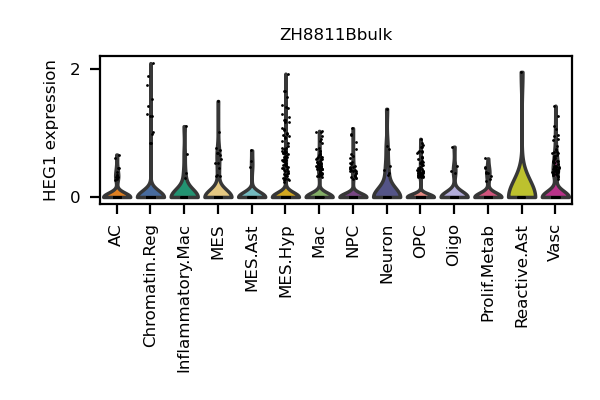 ZH8811Bbulk
HEG1 expression
2
0
AC
Chromatin.Reg
Inflammatory.Mac
MES
MES.Ast
MES.Hyp
Mac
NPC
Neuron
OPC
Oligo
Prolif.Metab
Reactive.Ast
Vasc